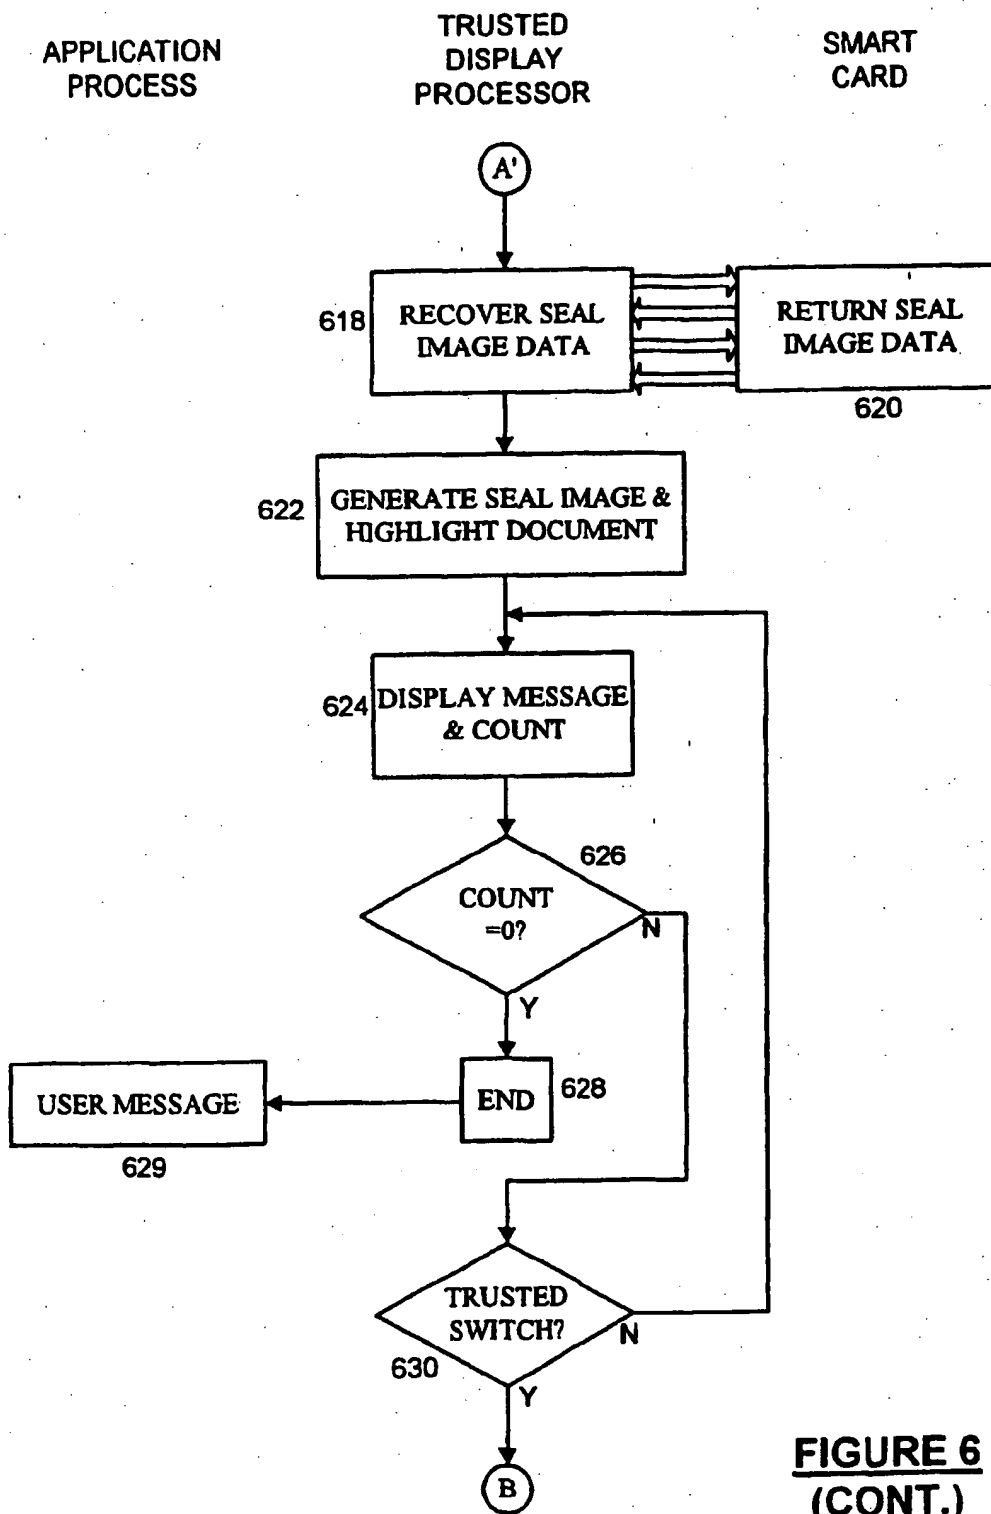 APPLICATION
PROCESS
TRUSTED
DISPLAY
PROCESSOR
SMART
CARD
A'
618
RECOVER SEAL
IMAGE DATA
RETURN SEAL
IMAGE DATA
620
622
GENERATE SEAL IMAGE &
HIGHLIGHT DOCUMENT
624
DISPLAY MESSAGE
& COUNT
626
COUNT
=0?
N
Y
USER MESSAGE
END
628
629
TRUSTED
SWITCH?
N
630
Y
B
FIGURE 6
(CONT.)